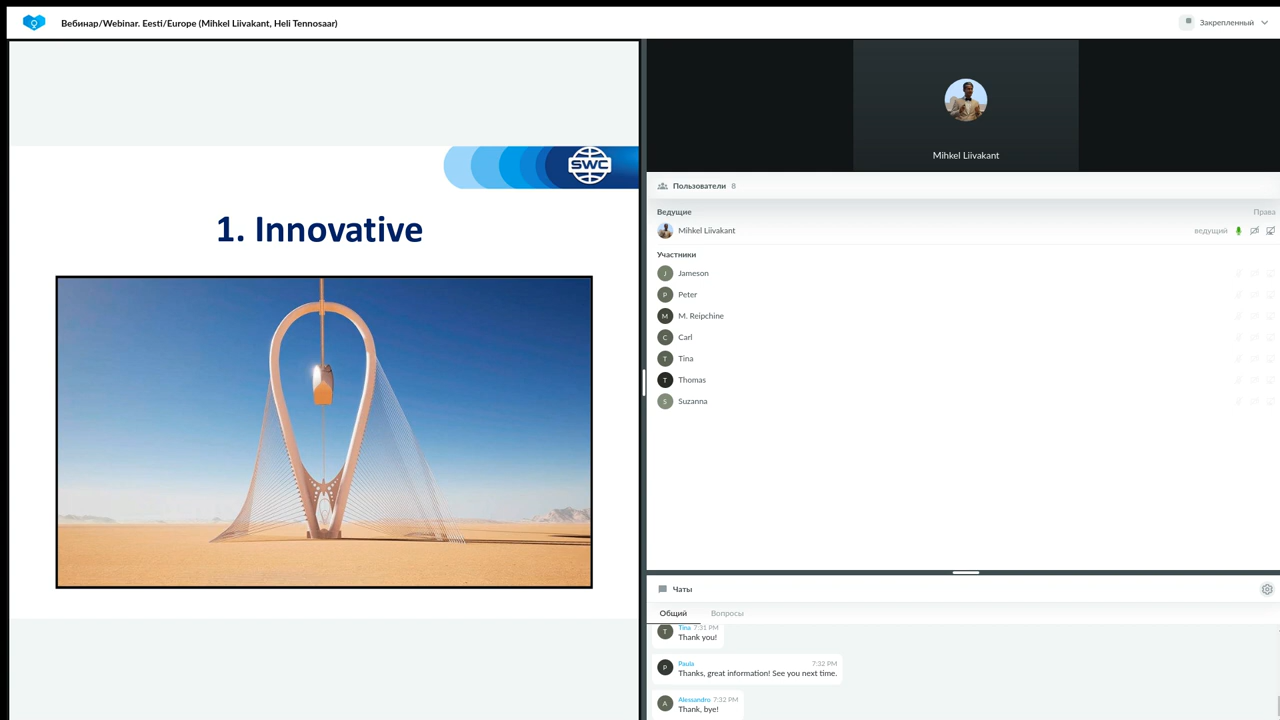 Вебинар/Webinar. Eesti/Europe (Mihkel Liivakant, Heli Tennosaar)
Закрепленный
SWC
1. Innovative
Mihkel Liivakant
Пользователи 8
Ведущие Права
Mihkel Liivakant ведущий
Участники
J Jameson
P Peter
M M. Reipchine
C Carl
T Tina
T Thomas
S Suzanna
Чаты
Общий Вопросы
T Tina 7:31 PM
Thank you!
P Paula 7:32 PM
Thanks, great information! See you next time.
A Alessandro 7:32 PM
Thank, bye!